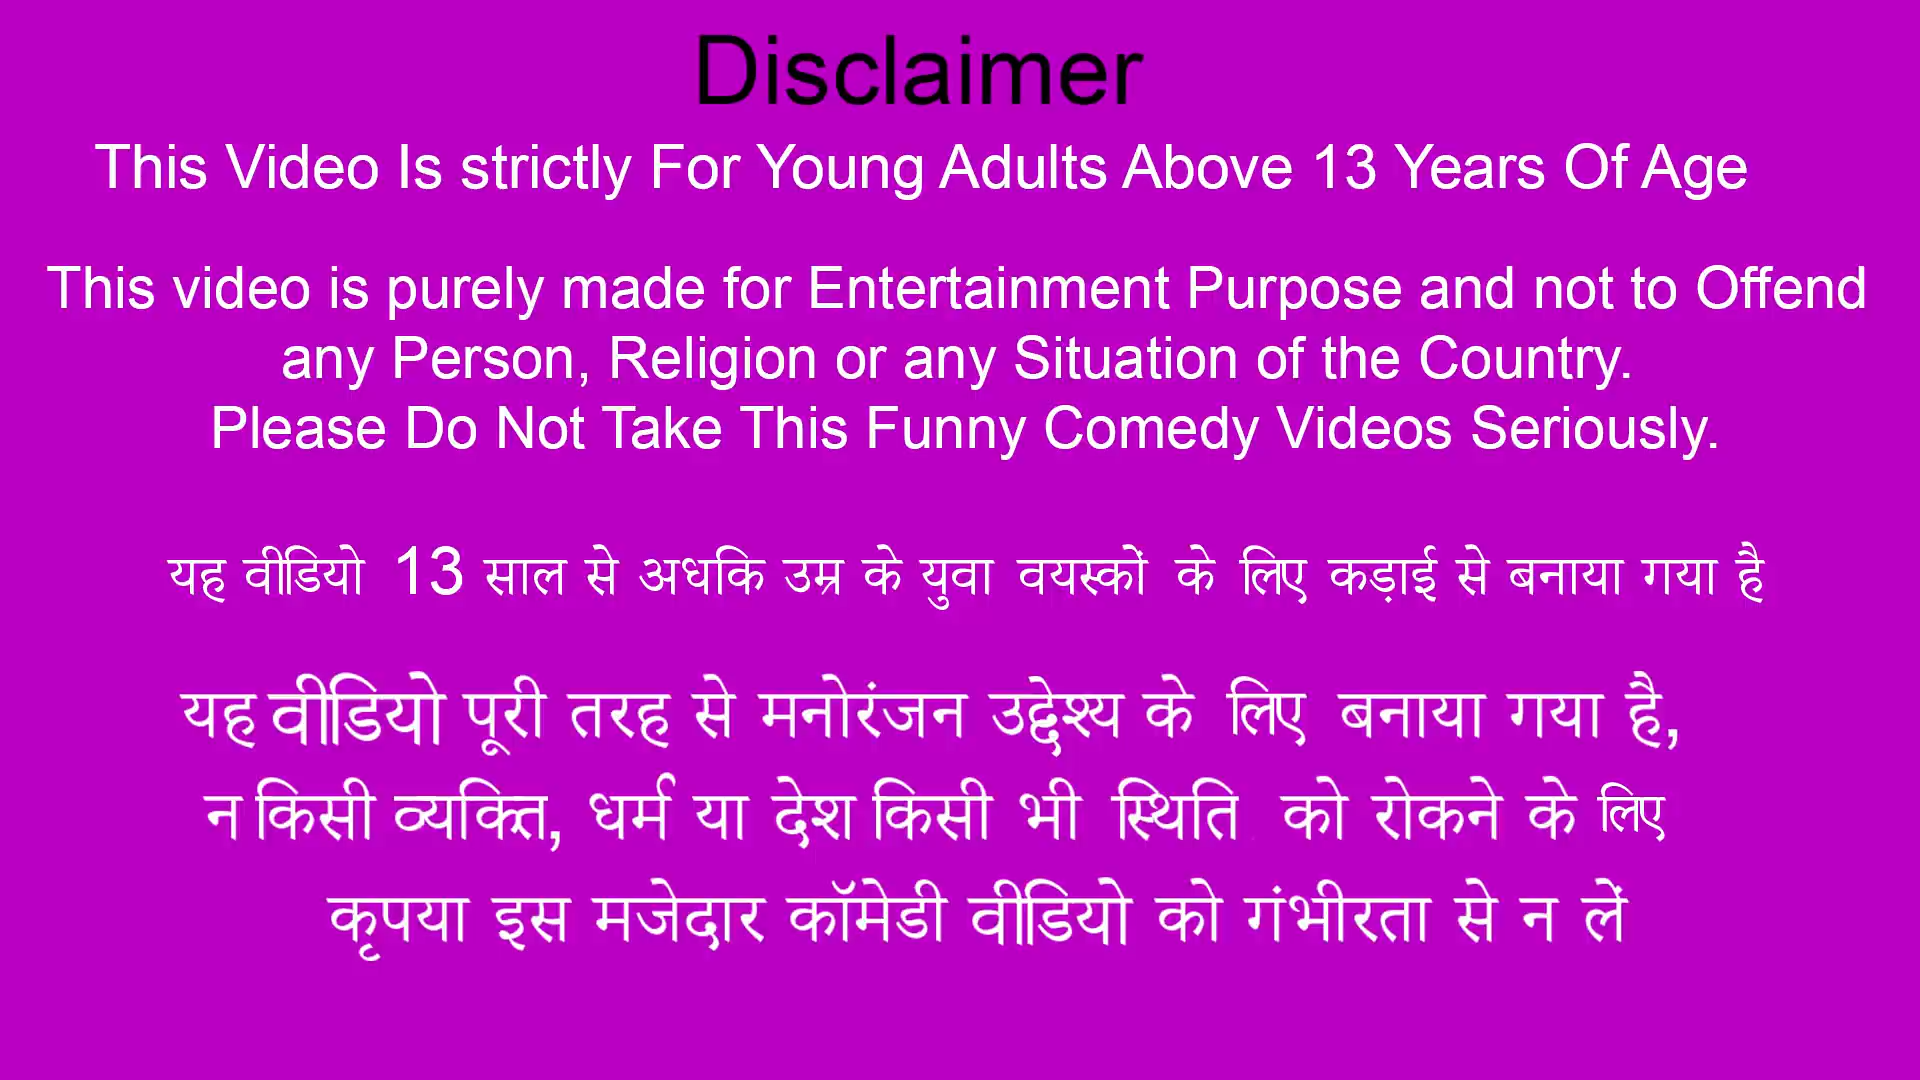 Disclaimer
This Video Is strictly For Young Adults Above 13 Years Of Age
This video is purely made for Entertainment Purpose and not to Offend
any Person, Religion or any Situation of the Country.
Please Do Not Take This Funny Comedy Videos Seriously.
यह वीडियो 13 साल से अधकि उम्र के युवा वयस्कों के लिए कड़ाई से बनाया गया है
यह वीडियो पूरी तरह से मनोरंजन उद्देश्य के लिए बनाया गया है,
न किसी व्यक्ति, धर्म या देश किसी भी स्थिति को रोकने के लिए
कृपया इस मजेदार कॉमेडी वीडियो को गंभीरता से न लें